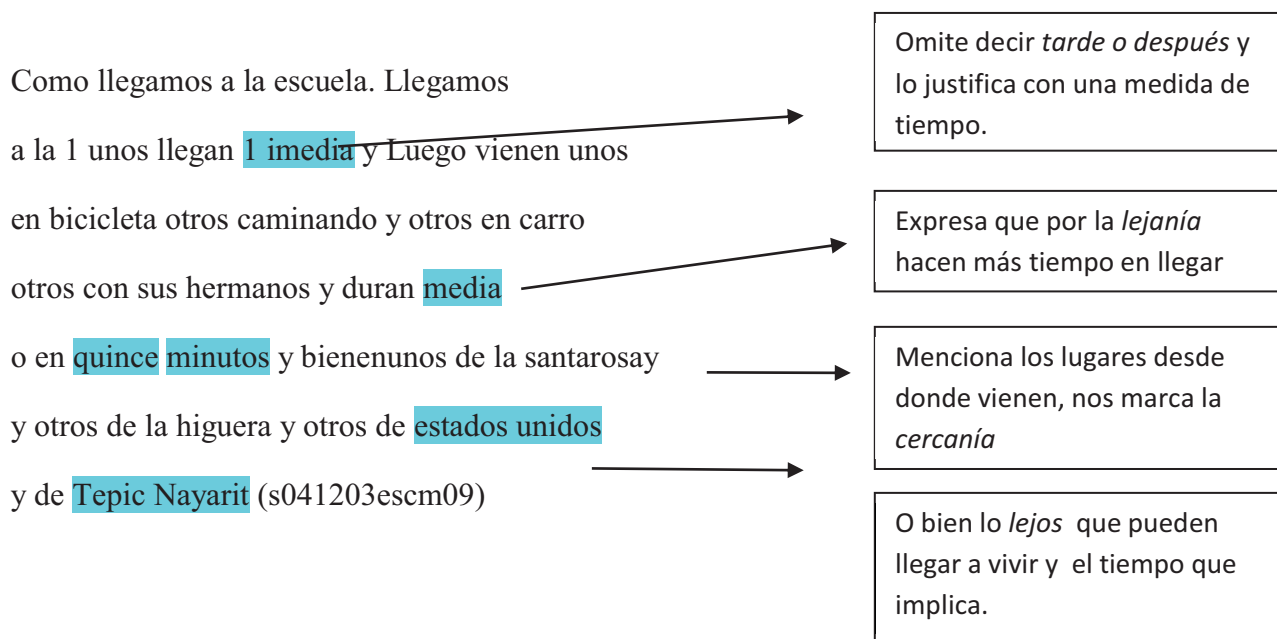 Como llegamos a la escuela. Llegamos
a la 1 unos llegan 1 imedia y Luego vienen unos
en bicicleta otros caminando y otros en carro
otros con sus hermanos y duran media
o en quince minutos y bienenunos de la santarosay
y otros de la higuera y otros de estados unidos
y de Tepic Nayarit (s041203escm09)
Omite decir tarde o después y
lo justifica con una medida de
tiempo.
Expresa que por la lejanía
hacen más tiempo en llegar
Menciona los lugares desde
donde vienen, nos marca la
cercanía
O bien lo lejos que pueden
llegar a vivir y el tiempo que
implica.